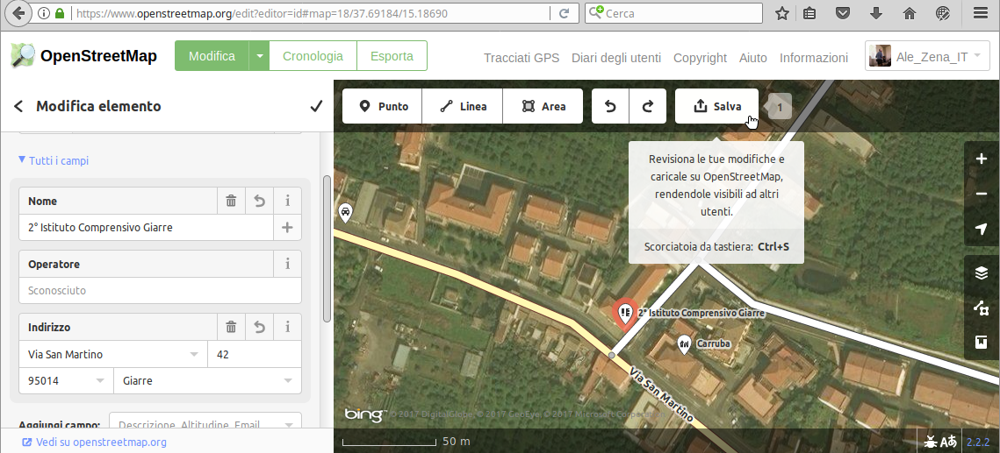 https://www.openstreetmap.org/edit?editor=id#map=18/37.69184/15.18690
Cerca
OpenStreetMap
Modifica
Cronologia
Esporta
Tracciati GPS
Diari degli utenti
Copyright
Aiuto
Informazioni
Ale_Zena_IT
Modifica elemento
Punto
Linea
Area
Salva
1
Revisiona le tue modifiche e
caricale su OpenStreetMap,
rendendole visibili ad altri
utenti.
Scorciatoia da tastiera: Ctrl+S
Tutti i campi
Nome
2° Istituto Comprensivo Giarre
Operatore
Sconosciuto
Indirizzo
Via San Martino
42
95014
Giarre
Aggiungi campo:
Descrizione, Altitudine, Email
Vedi su openstreetmap.org
2° Istituto Comprensivo Giarre
Carruba
Via San Martino
bing
© 2017 DigitalGlobe, © 2017 GeoEye, © 2017 Microsoft
50 m
2.2.2